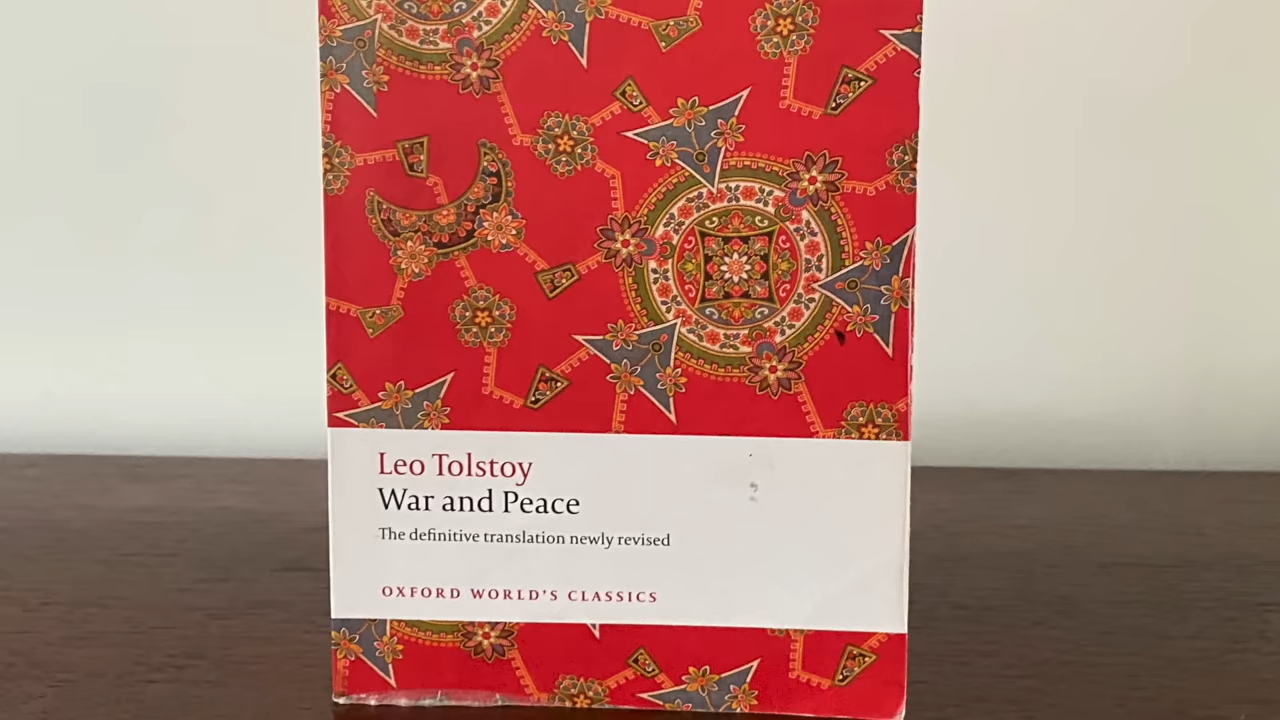 Leo Tolstoy
War and Peace
The definitive translation newly revised
OXFORD WORLD'S CLASSICS